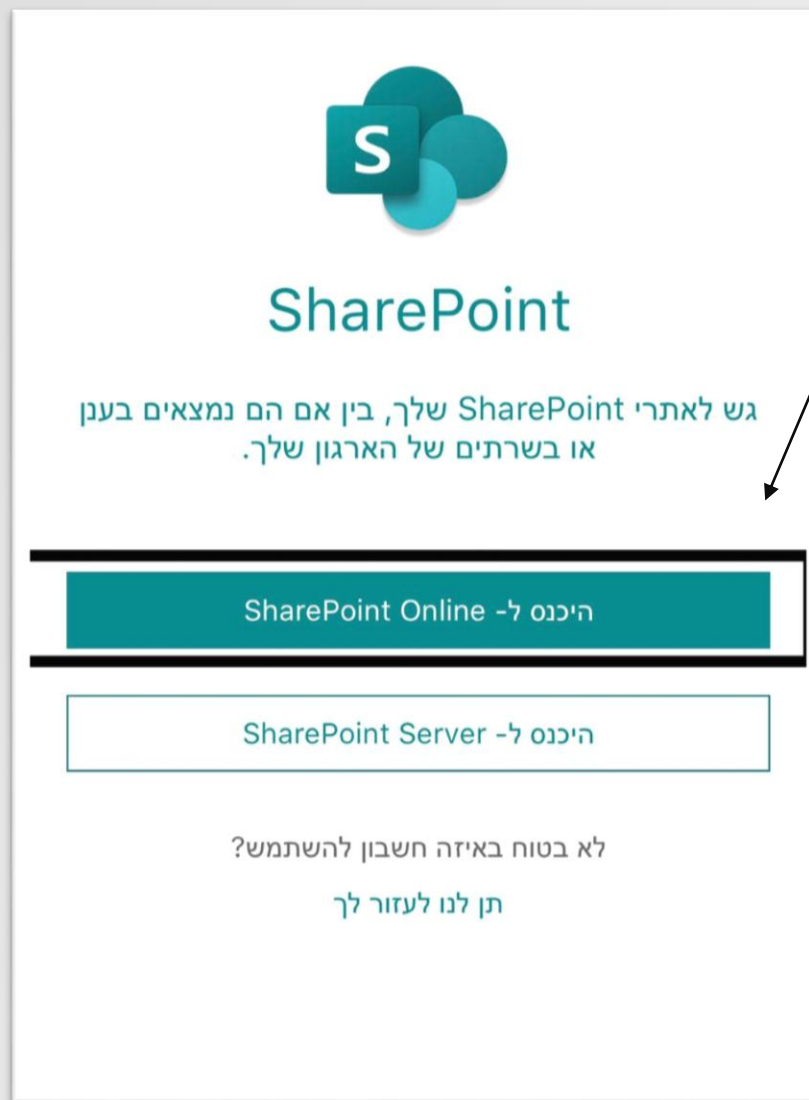 S
SharePoint
גש לאתרי SharePoint שלך, בין אם הם נמצאים בענן
או בשרתים של הארגון שלך.
היכנס ל- SharePoint Online
היכנס ל- SharePoint Server
לא בטוח באיזה חשבון להשתמש?
תן לנו לעזור לך